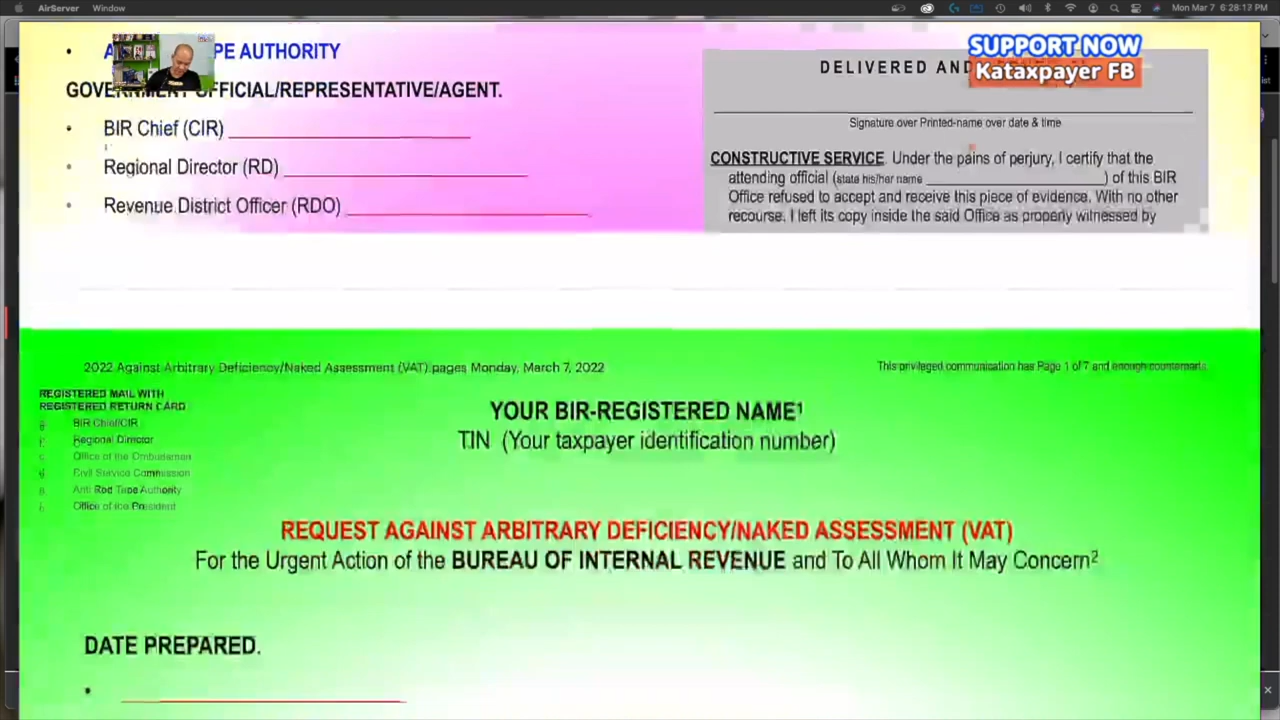 AirServer Window Mon Mar 7 6:28:13 PM
PE AUTHORITY
GOVERNMENT OFFICIAL/REPRESENTATIVE/AGENT.
• BIR Chief (CIR)
• Regional Director (RD)
• Revenue District Officer (RDO)
SUPPORT NOW
Kataxpayer FB
DELIVERED AND
Signature over Printed-name over date & time
CONSTRUCTIVE SERVICE. Under the pains of perjury, I certify that the
attending official (state his/her name ) of this BIR
Office refused to accept and receive this piece of evidence. With no other
recourse, I left its copy inside the said Office as properly witnessed by
2022 Against Arbitrary Deficiency/Naked Assessment (VAT) pages Monday, March 7, 2022
This privileged communication has Page 1 of 7 and enough counterparts.
REGISTERED MAIL WITH
REGISTERED RETURN CARD
BIR Chief/CIR
Regional Director
Office of the Ombudsman
Civil Service Commission
Anti Red Tape Authority
Office of the President
YOUR BIR-REGISTERED NAME¹
TIN (Your taxpayer identification number)
REQUEST AGAINST ARBITRARY DEFICIENCY/NAKED ASSESSMENT (VAT)
For the Urgent Action of the BUREAU OF INTERNAL REVENUE and To All Whom It May Concern²
DATE PREPARED.
•